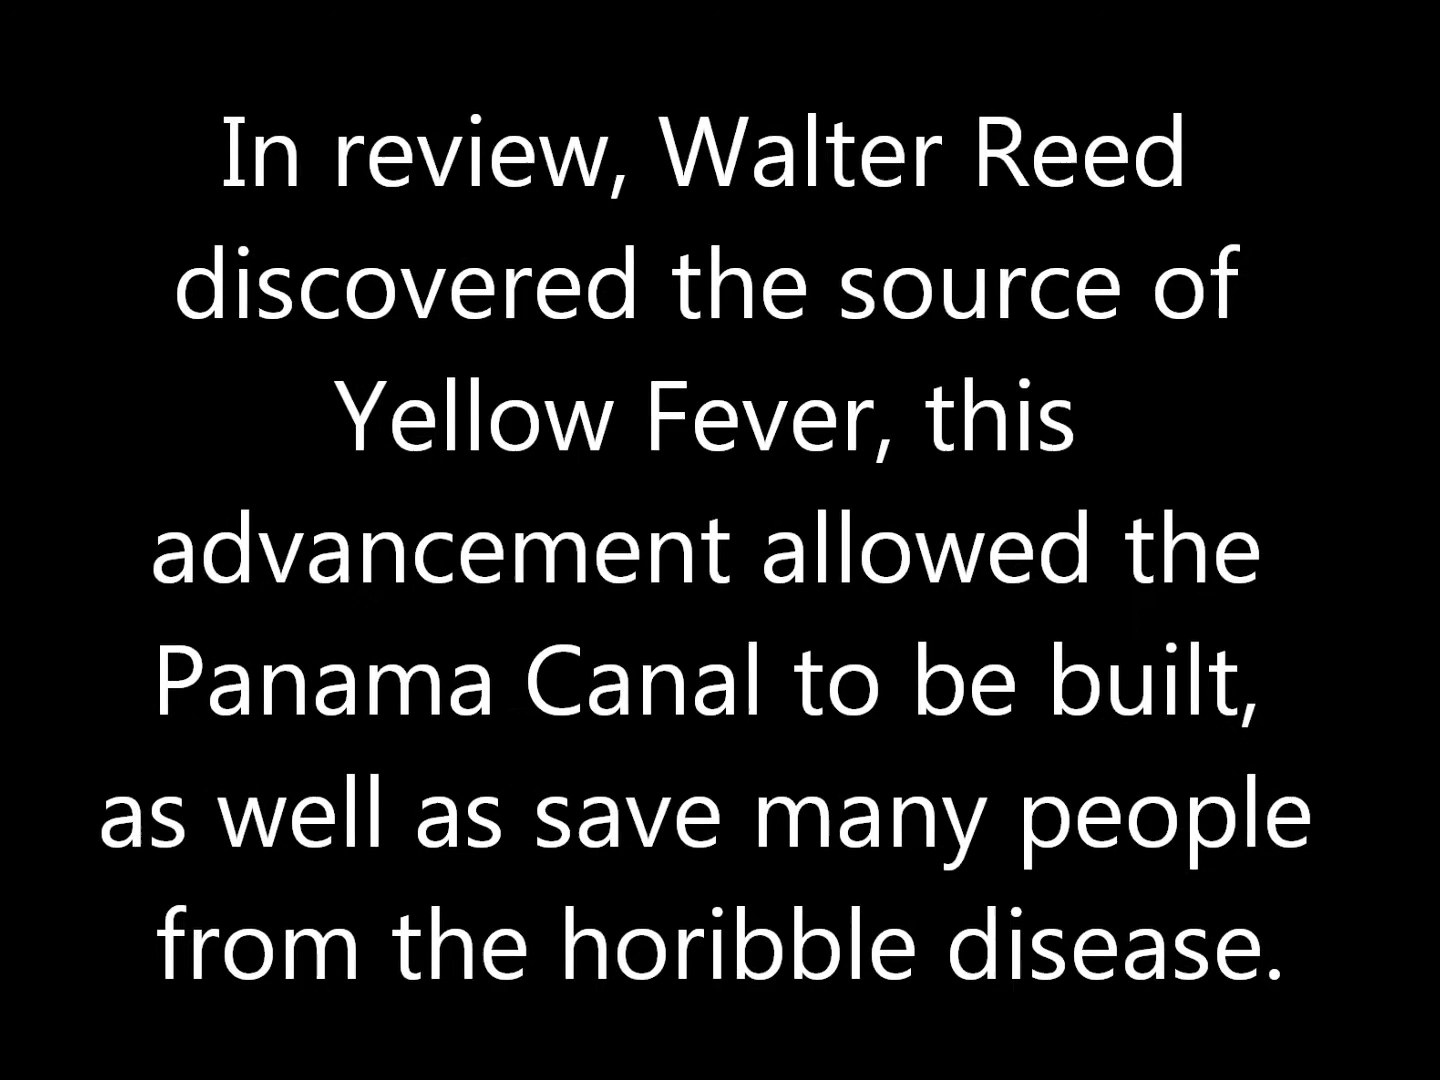 In review, Walter Reed
discovered the source of
Yellow Fever, this
advancement allowed the
Panama Canal to be built,
as well as save many people
from the horibble disease.